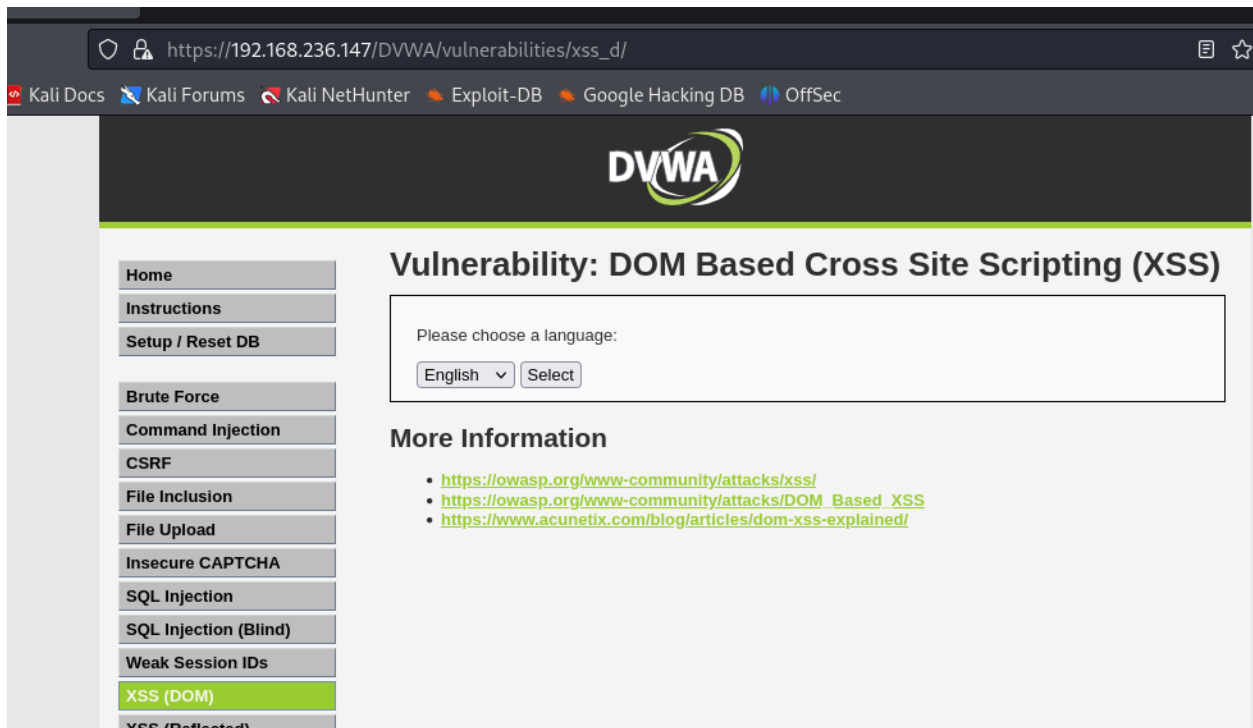 https://192.168.236.147/DVWA/vulnerabilities/xss_d/
Kali Docs Kali Forums Kali NetHunter Exploit-DB Google Hacking DB OffSec
DVWA
Vulnerability: DOM Based Cross Site Scripting (XSS)
Home
Instructions
Setup / Reset DB
Brute Force
Command Injection
CSRF
File Inclusion
File Upload
Insecure CAPTCHA
SQL Injection
SQL Injection (Blind)
Weak Session IDs
XSS (DOM)
XSS (Reflected)
Please choose a language:
English Select
More Information
https://owasp.org/www-community/attacks/xss/
https://owasp.org/www-community/attacks/DOM_Based_XSS
https://www.acunetix.com/blog/articles/dom-xss-explained/